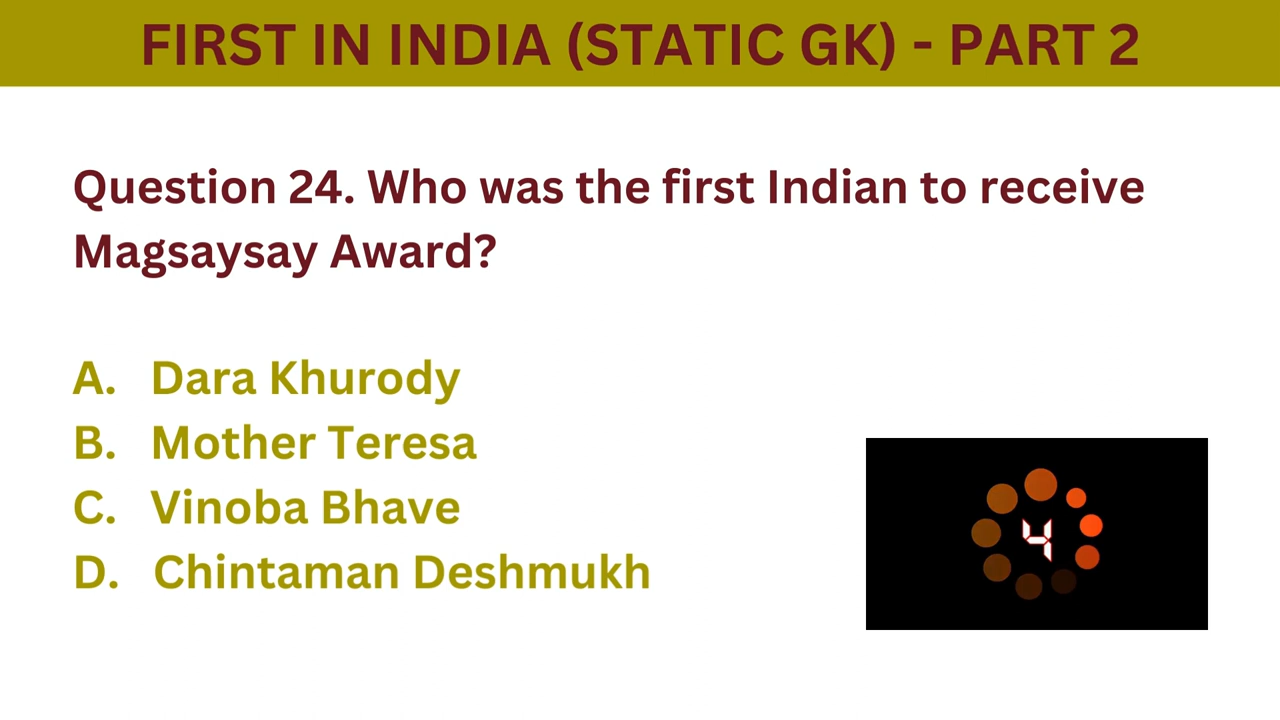 FIRST IN INDIA (STATIC GK) - PART 2
Question 24. Who was the first Indian to receive
Magsaysay Award?
A. Dara Khurody
B. Mother Teresa
C. Vinoba Bhave
D. Chintaman Deshmukh
4